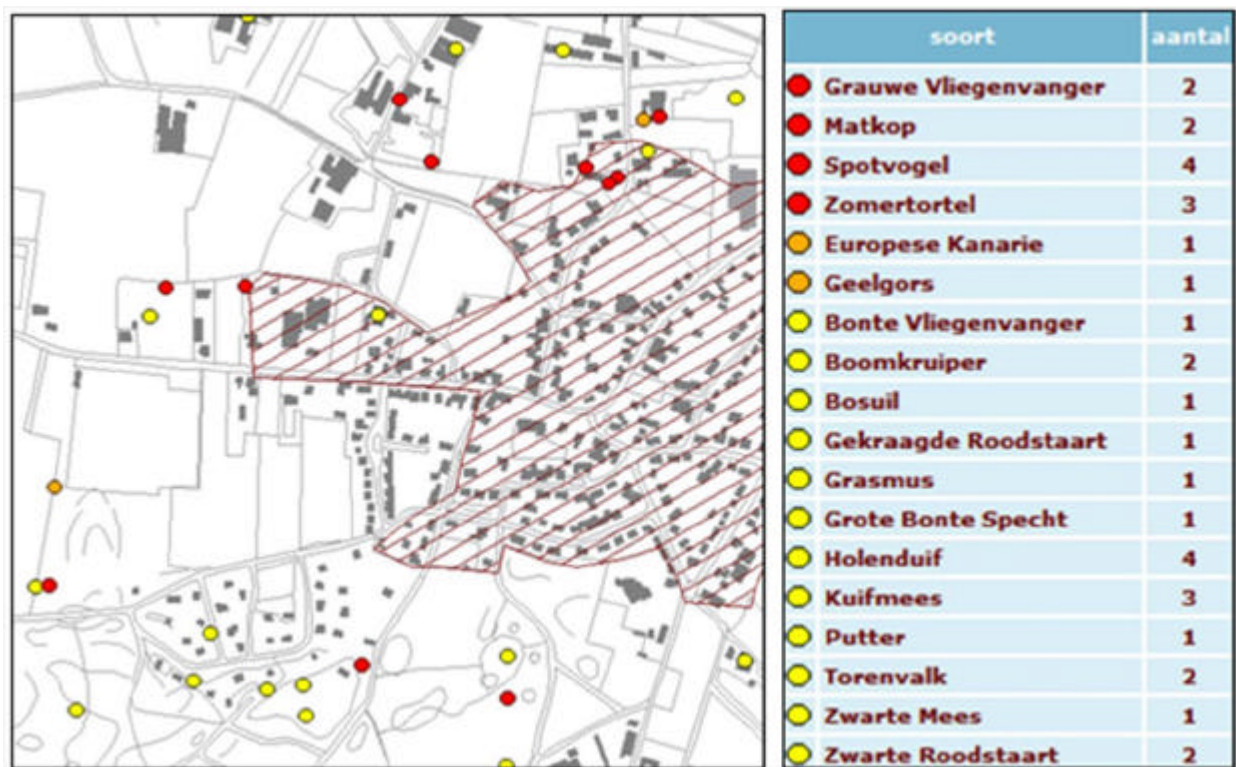 soort aantal
Grauwe Vliegenvanger 2
Matkop 2
Spotvogel 4
Zomertortel 3
Europese Kanarie 1
Geelgors 1
Bonte Vliegenvanger 1
Boomkruiper 2
Bosuil 1
Gekraagde Roodstaart 1
Grasmus 1
Grote Bonte Specht 1
Holenduif 4
Kuifmees 3
Putter 1
Torenvalk 2
Zwarte Mees 1
Zwarte Roodstaart 2